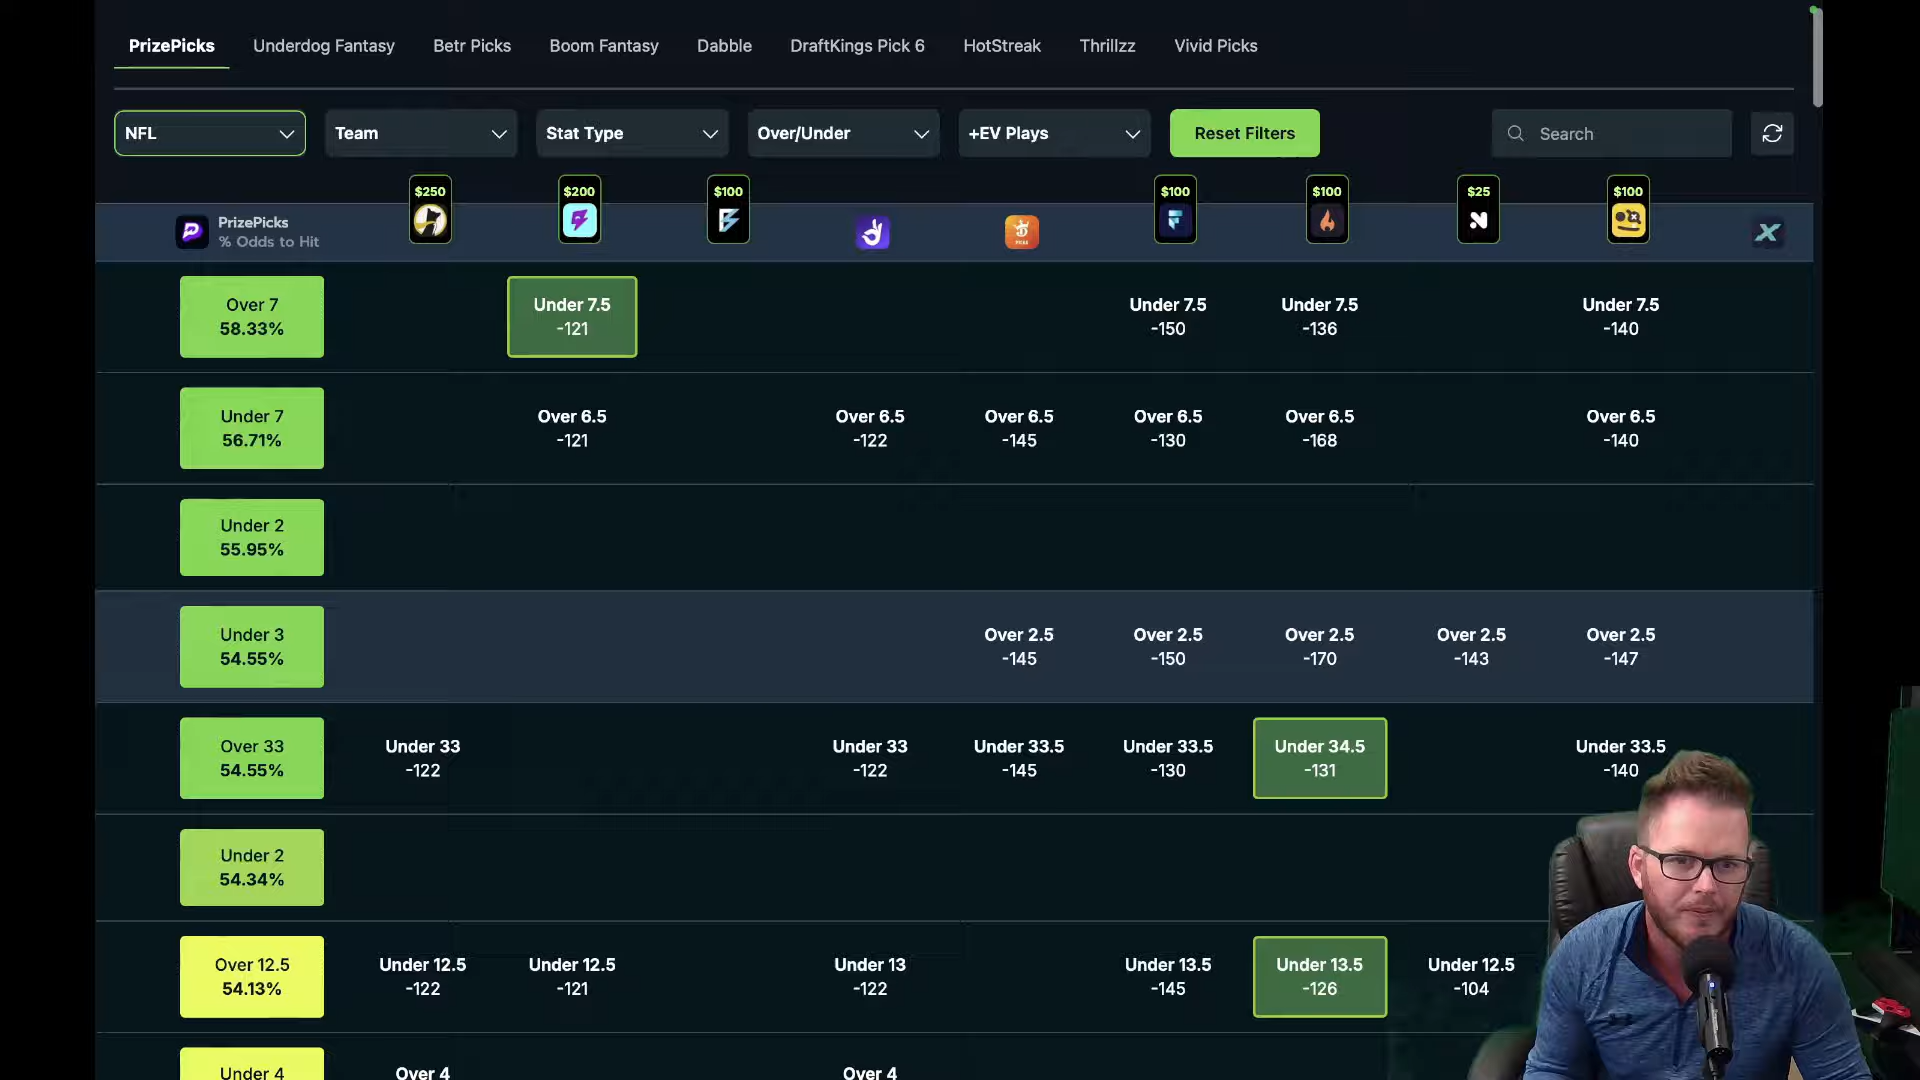 PrizePicks Underdog Fantasy Betr Picks Boom Fantasy Dabble DraftKings Pick 6 HotStreak Thrillzz Vivid Picks
NFL Team Stat Type Over/Under +EV Plays Reset Filters Search
$250 $200 $100 $100 $100 $25 $100
PrizePicks
% Odds to Hit
Over 7 Under 7.5 Under 7.5 Under 7.5 Under 7.5
58.33% -121 -150 -136 -140
Under 7 Over 6.5 Over 6.5 Over 6.5 Over 6.5 Over 6.5 Over 6.5
56.71% -121 -122 -145 -130 -168 -140
Under 2
55.95%
Under 3 Over 2.5 Over 2.5 Over 2.5 Over 2.5 Over 2.5
54.55% -145 -150 -170 -143 -147
Over 33 Under 33 Under 33 Under 33.5 Under 33.5 Under 34.5 Under 33.5
54.55% -122 -122 -145 -130 -131 -140
Under 2
54.34%
Over 12.5 Under 12.5 Under 12.5 Under 13 Under 13.5 Under 13.5 Under 12.5
54.13% -122 -121 -122 -145 -126 -104
Under 4 Over 4 Over 4